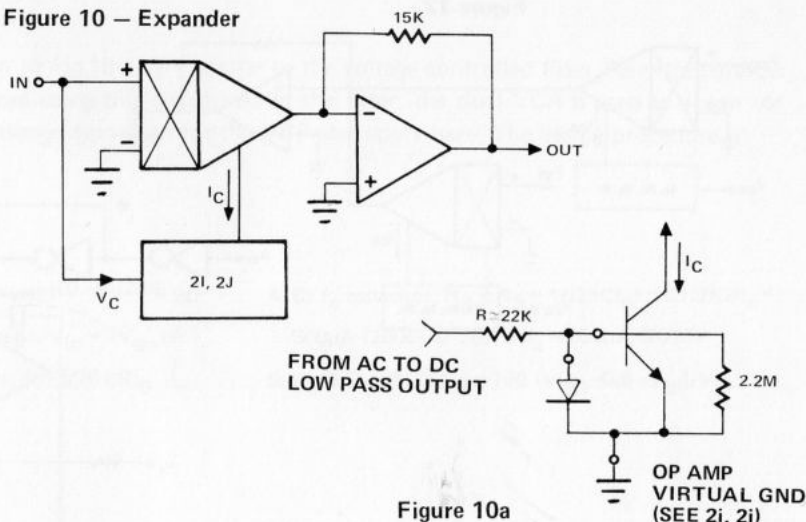 Figure 10 — Expander
15K
IN
+
−
−
+
OUT
I_C
2I, 2J
V_C
I_C
R≃22K
FROM AC TO DC
LOW PASS OUTPUT
2.2M
OP AMP
VIRTUAL GND
(SEE 2i, 2j)
Figure 10a